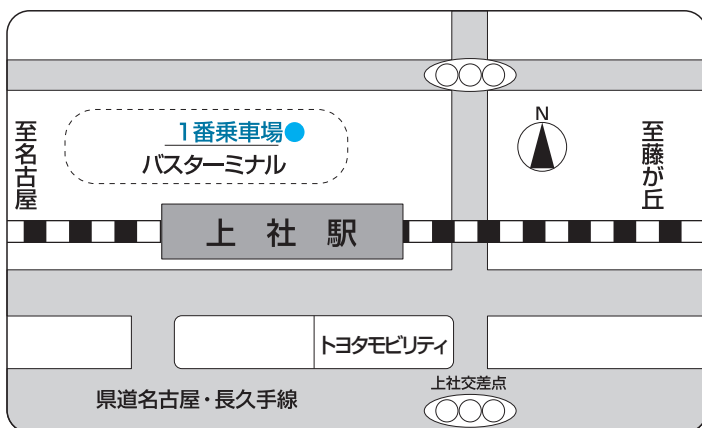 N
1番乗車場
バスターミナル
至名古屋
至藤が丘
上社駅
トヨタモビリティ
上社交差点
県道名古屋・長久手線